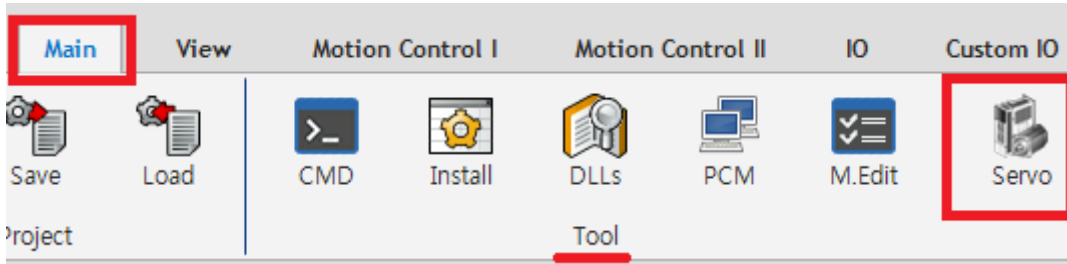 Main View Motion Control I Motion Control II IO Custom IO
Save Load CMD Install DLLs PCM M.Edit Servo
Project Tool